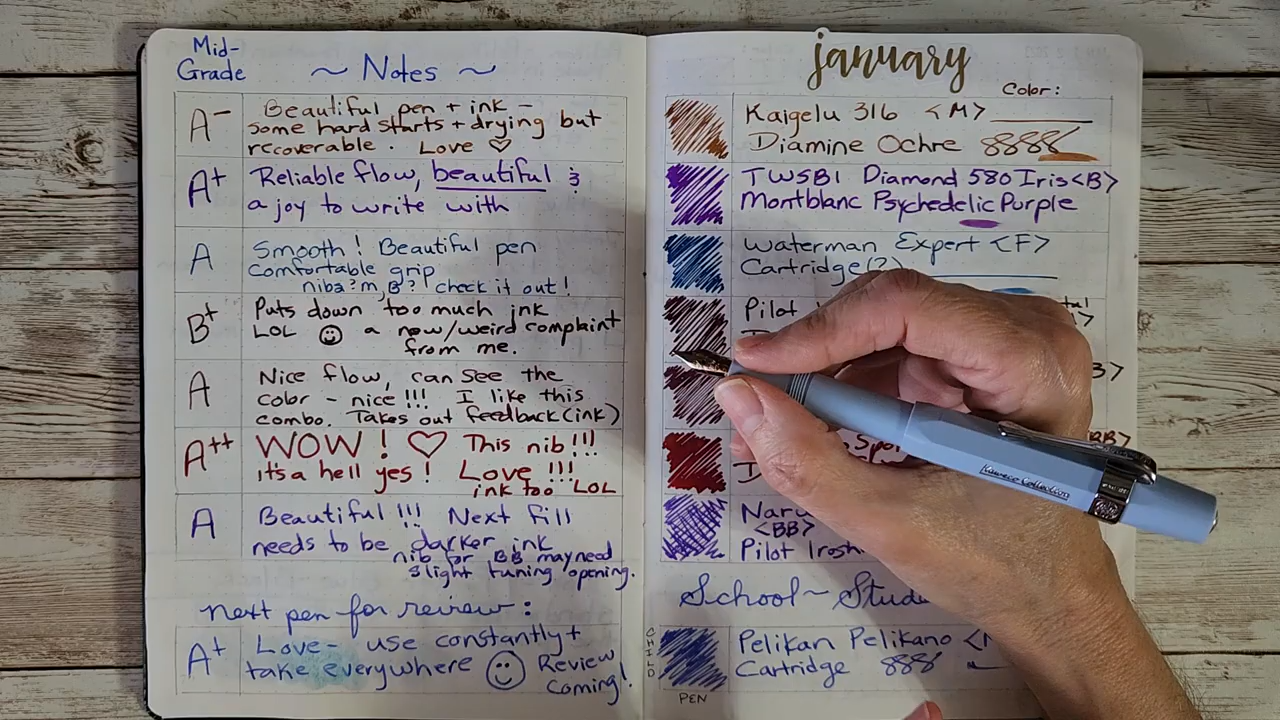 Mid-
Grade
~ Notes ~
A- Beautiful pen + ink -
some hard starts + drying but
recoverable. Love ♡
A+ Reliable flow, beautiful &
a joy to write with
A Smooth! Beautiful pen
Comfortable grip
nibs? m, B? check it out!
B+ Puts down too much ink
LOL ☺ a new/weird complaint
from me.
A Nice flow, can see the
color - nice!!! I like this
combo. Takes out feedback (ink)
A++ WOW! ♡ This nib!!!
it's a hell yes! Love!!!
ink too LOL
A Beautiful!!! Next fill
needs to be darker ink
nib for BB may need
slight tuning opening.
next pen for review:
A+ Love - use constantly +
take everywhere ☺ Review
Coming!
january
Color:
Kaigelu 316 <M>
Diamine Ochre 8888
TWSBI Diamond 580 Iris <B>
Montblanc Psychedelic Purple
Waterman Expert <F>
Cartridge(?)
Pilot
<BB>
Pilot
School~
CHILD
Pelikan Pelikano
Cartridge 888
PEN
Kaweco Collection